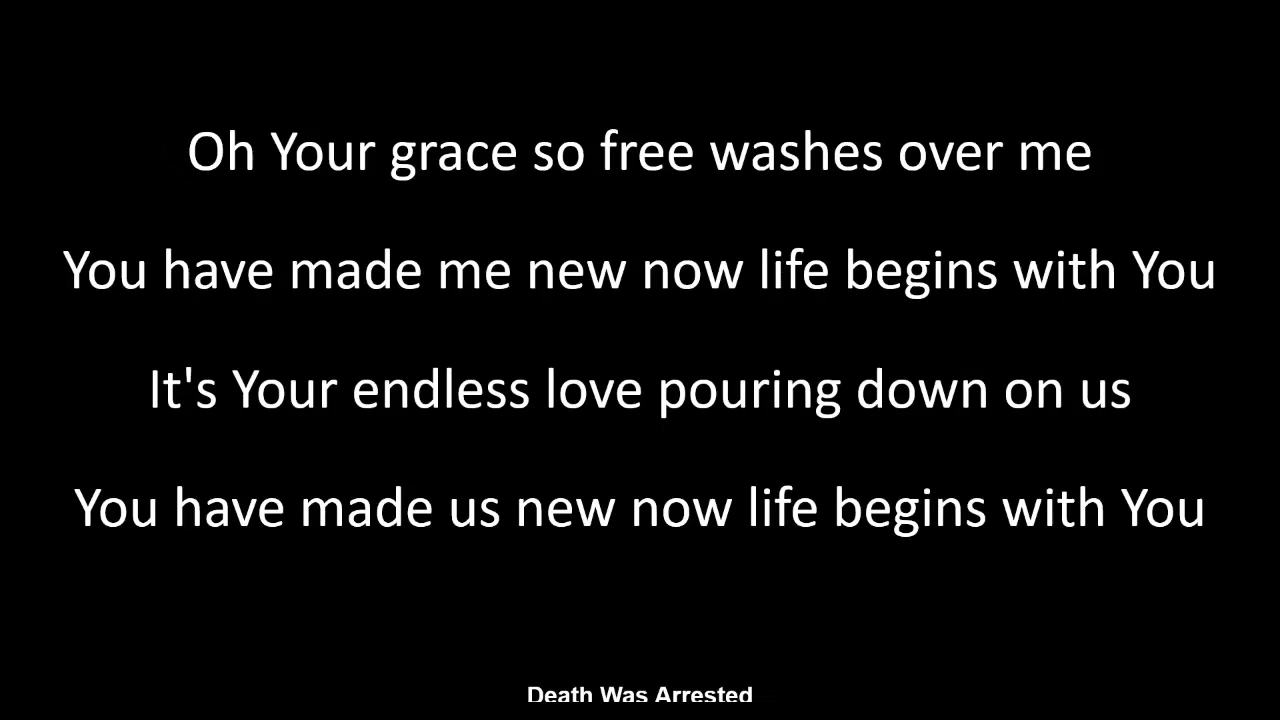 Oh Your grace so free washes over me
You have made me new now life begins with You
It's Your endless love pouring down on us
You have made us new now life begins with You
Death Was Arrested